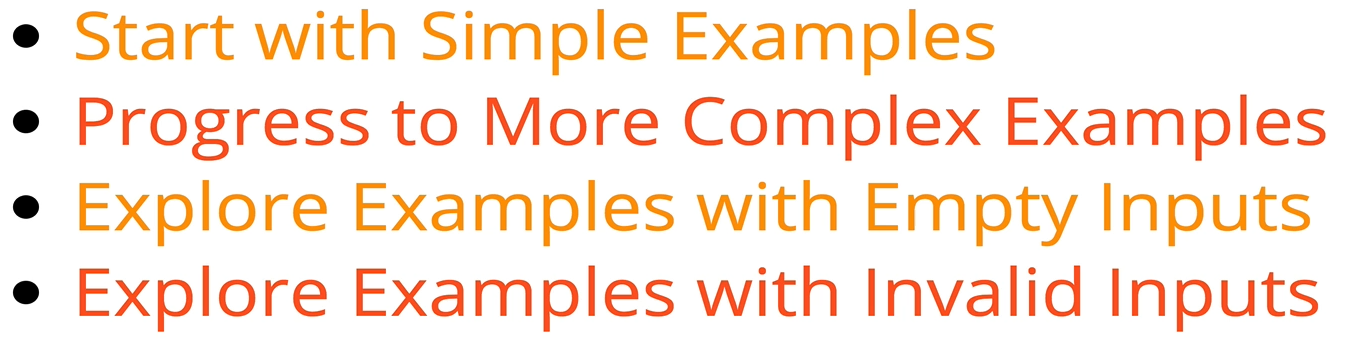 • Start with Simple Examples
• Progress to More Complex Examples
• Explore Examples with Empty Inputs
• Explore Examples with Invalid Inputs